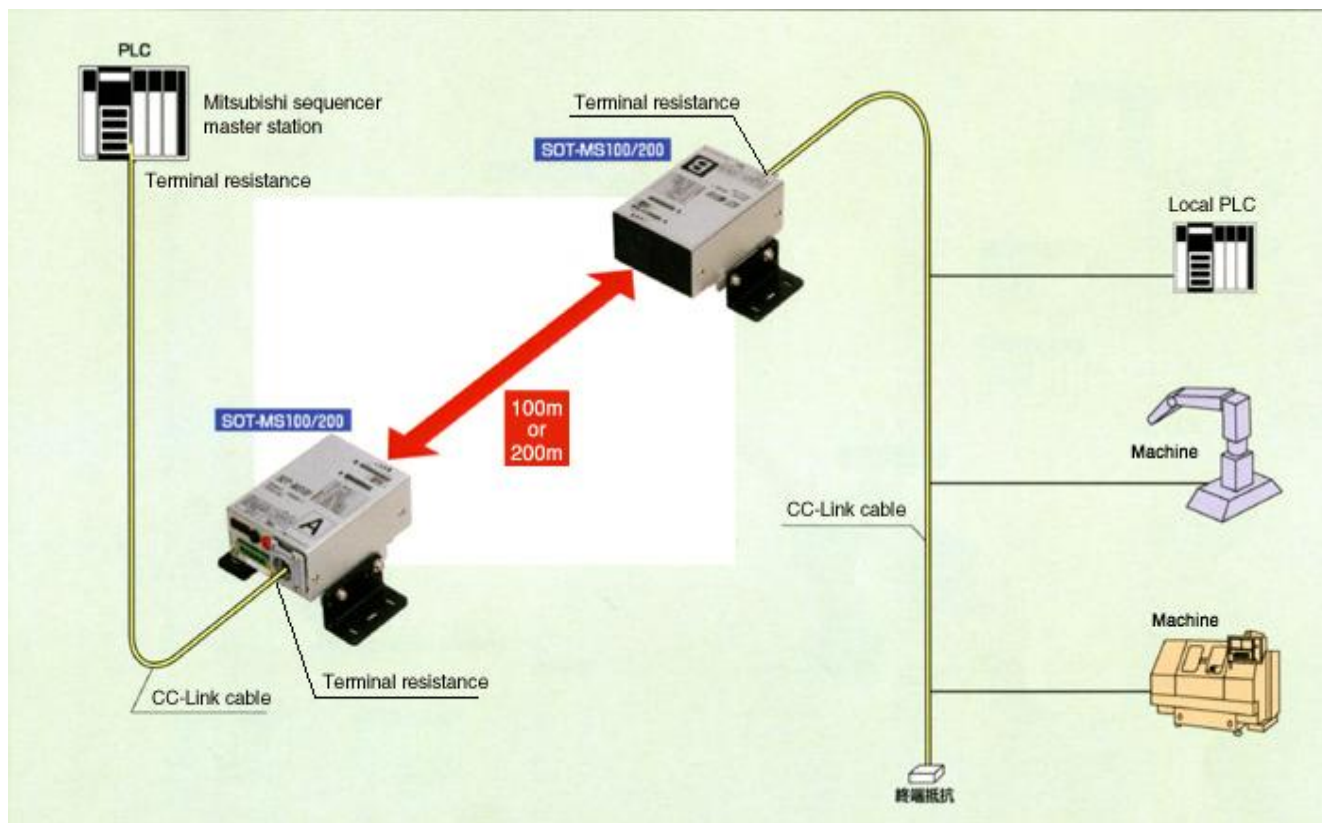 PLC
Mitsubishi sequencer
master station
Terminal resistance
Terminal resistance
SOT-MS100/200
B
Local PLC
SOT-MS100/200
100m
or
200m
A
Machine
CC-Link cable
Machine
Terminal resistance
CC-Link cable
終端抵抗